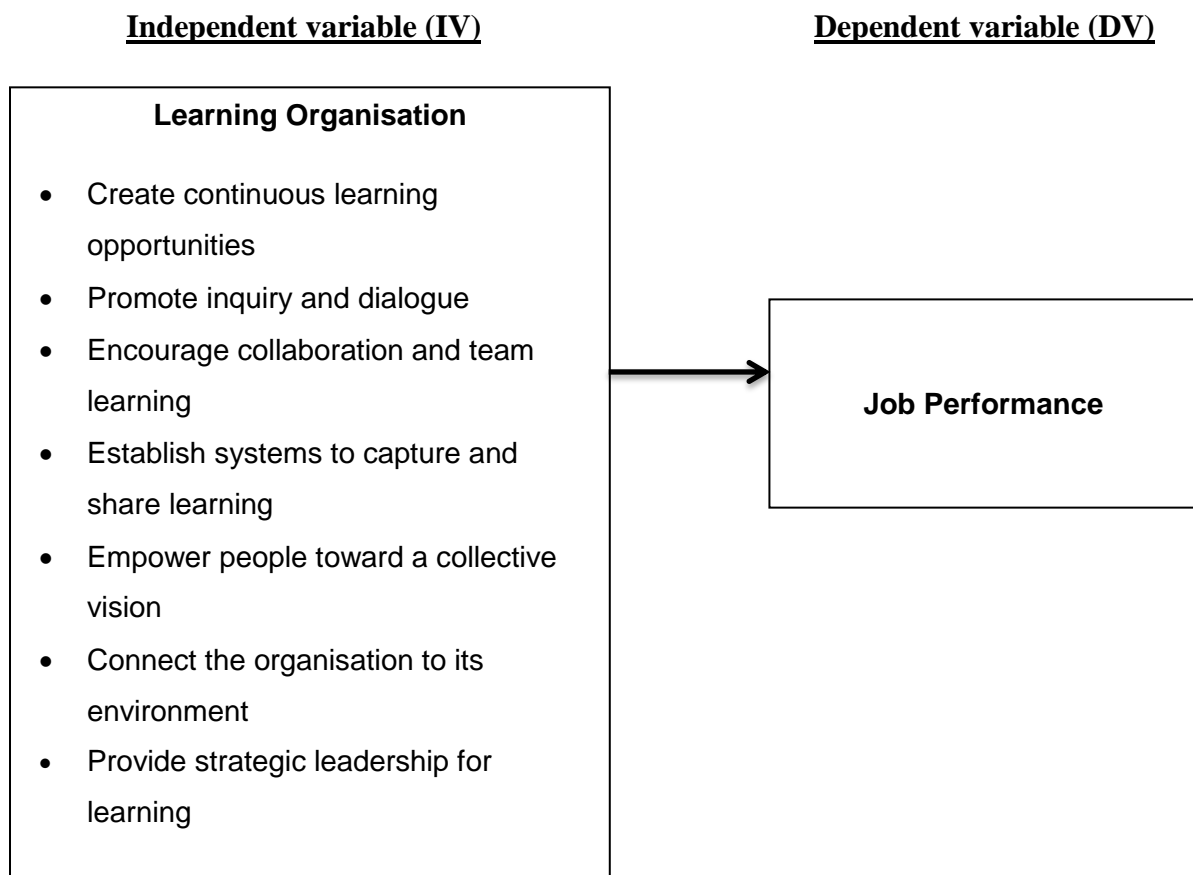 Independent variable (IV)
Dependent variable (DV)
Learning Organisation
• Create continuous learning
opportunities
• Promote inquiry and dialogue
• Encourage collaboration and team
learning
• Establish systems to capture and
share learning
• Empower people toward a collective
vision
• Connect the organisation to its
environment
• Provide strategic leadership for
learning
Job Performance